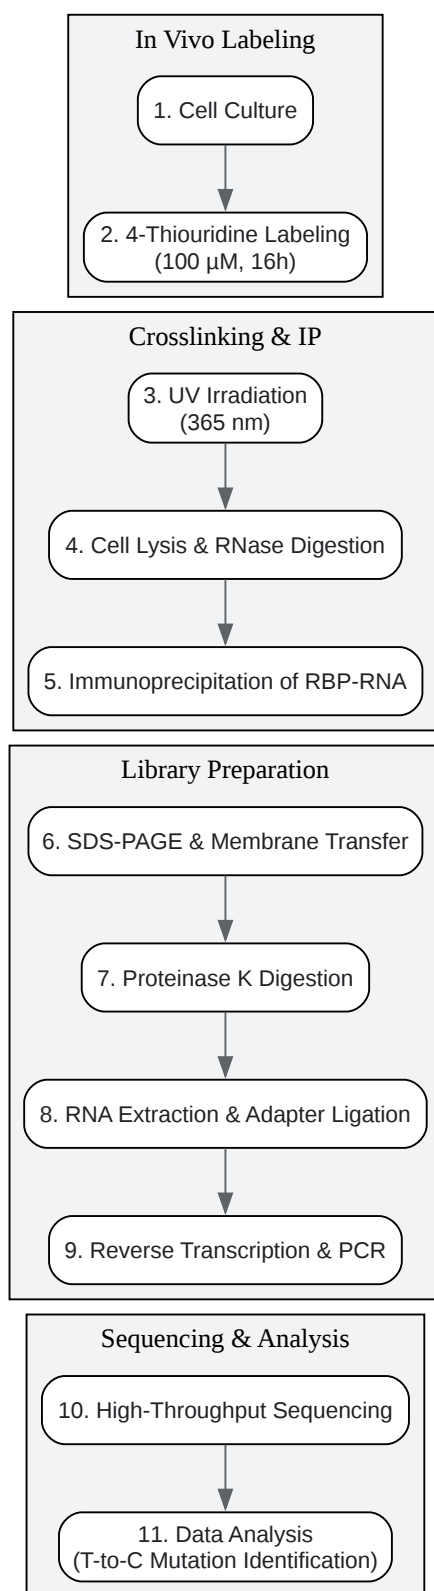 In Vivo Labeling
1. Cell Culture
2. 4-Thiouridine Labeling
(100 µM, 16h)
Crosslinking & IP
3. UV Irradiation
(365 nm)
4. Cell Lysis & RNase Digestion
5. Immunoprecipitation of RBP-RNA
Library Preparation
6. SDS-PAGE & Membrane Transfer
7. Proteinase K Digestion
8. RNA Extraction & Adapter Ligation
9. Reverse Transcription & PCR
Sequencing & Analysis
10. High-Throughput Sequencing
11. Data Analysis
(T-to-C Mutation Identification)